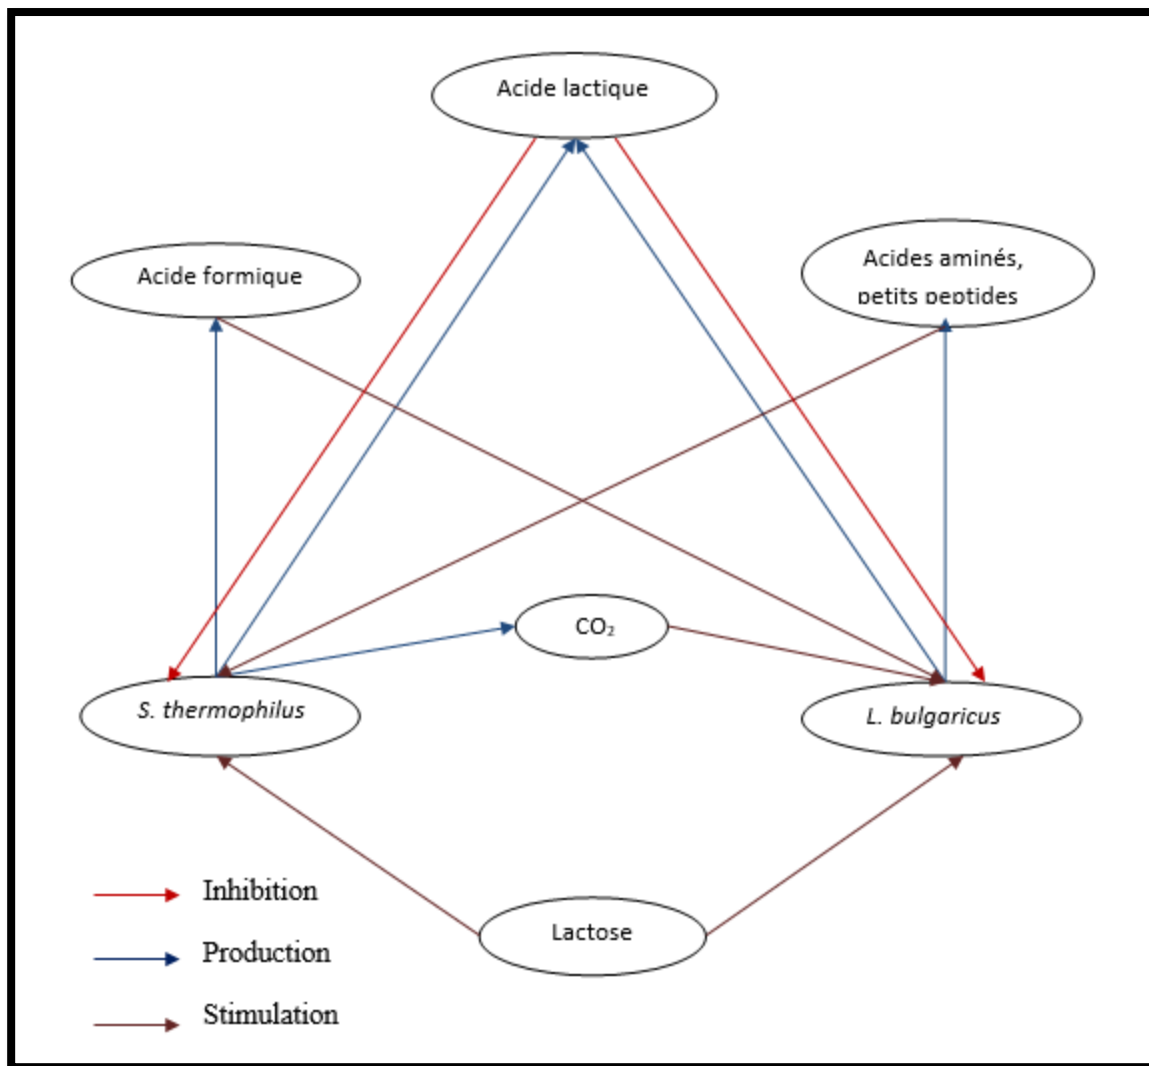 Acide lactique
Acide formique
Acides aminés,
petits peptides
CO₂
S. thermophilus
L. bulgaricus
Lactose
Inhibition
Production
Stimulation